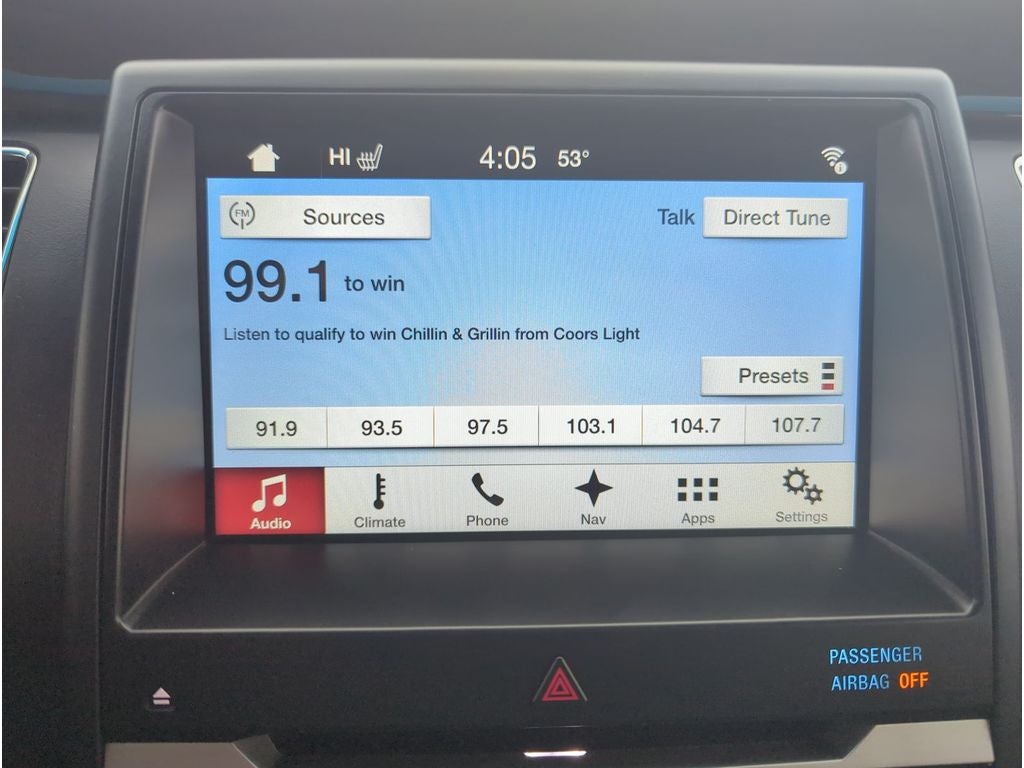 HI 4:05 53°
FM Sources Talk Direct Tune
99.1 to win
Listen to qualify to win Chillin & Grillin from Coors Light
Presets
91.9 93.5 97.5 103.1 104.7 107.7
Audio Climate Phone Nav Apps Settings
PASSENGER
AIRBAG OFF